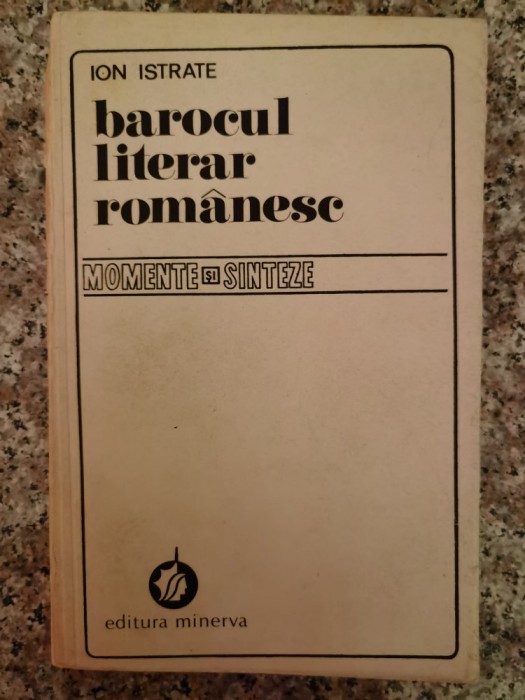 ION ISTRATE
barocul
literar
românesc
MOMENTE ȘI SINTEZE
editura minerva